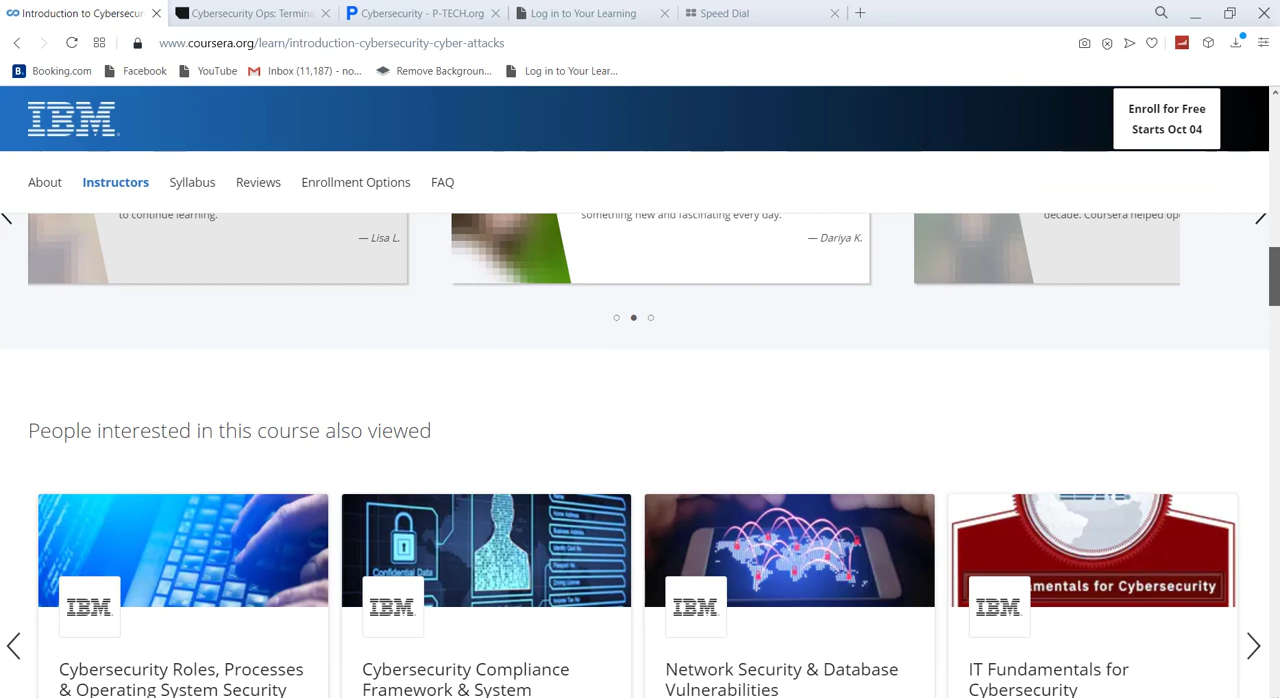 Introduction to Cybersecur
Cybersecurity Ops: Termina
Cybersecurity - P-TECH.org
Log in to Your Learning
Speed Dial
www.coursera.org/learn/introduction-cybersecurity-cyber-attacks
B.
Booking.com
Facebook
YouTube
Inbox (11,187) - no...
Remove Backgroun...
Log in to Your Lear...
IBM
Enroll for Free
Starts Oct 04
About
Instructors
Syllabus
Reviews
Enrollment Options
FAQ
to continue learning.
something new and fascinating every day.
decade. Coursera helped op
— Lisa L.
— Dariya K.
People interested in this course also viewed
Confidential Data
amentals for Cybersecurity
IBM
IBM
IBM
IBM
Cybersecurity Roles, Processes
& Operating System Security
Cybersecurity Compliance
Framework & System
Network Security & Database
Vulnerabilities
IT Fundamentals for
Cybersecurity